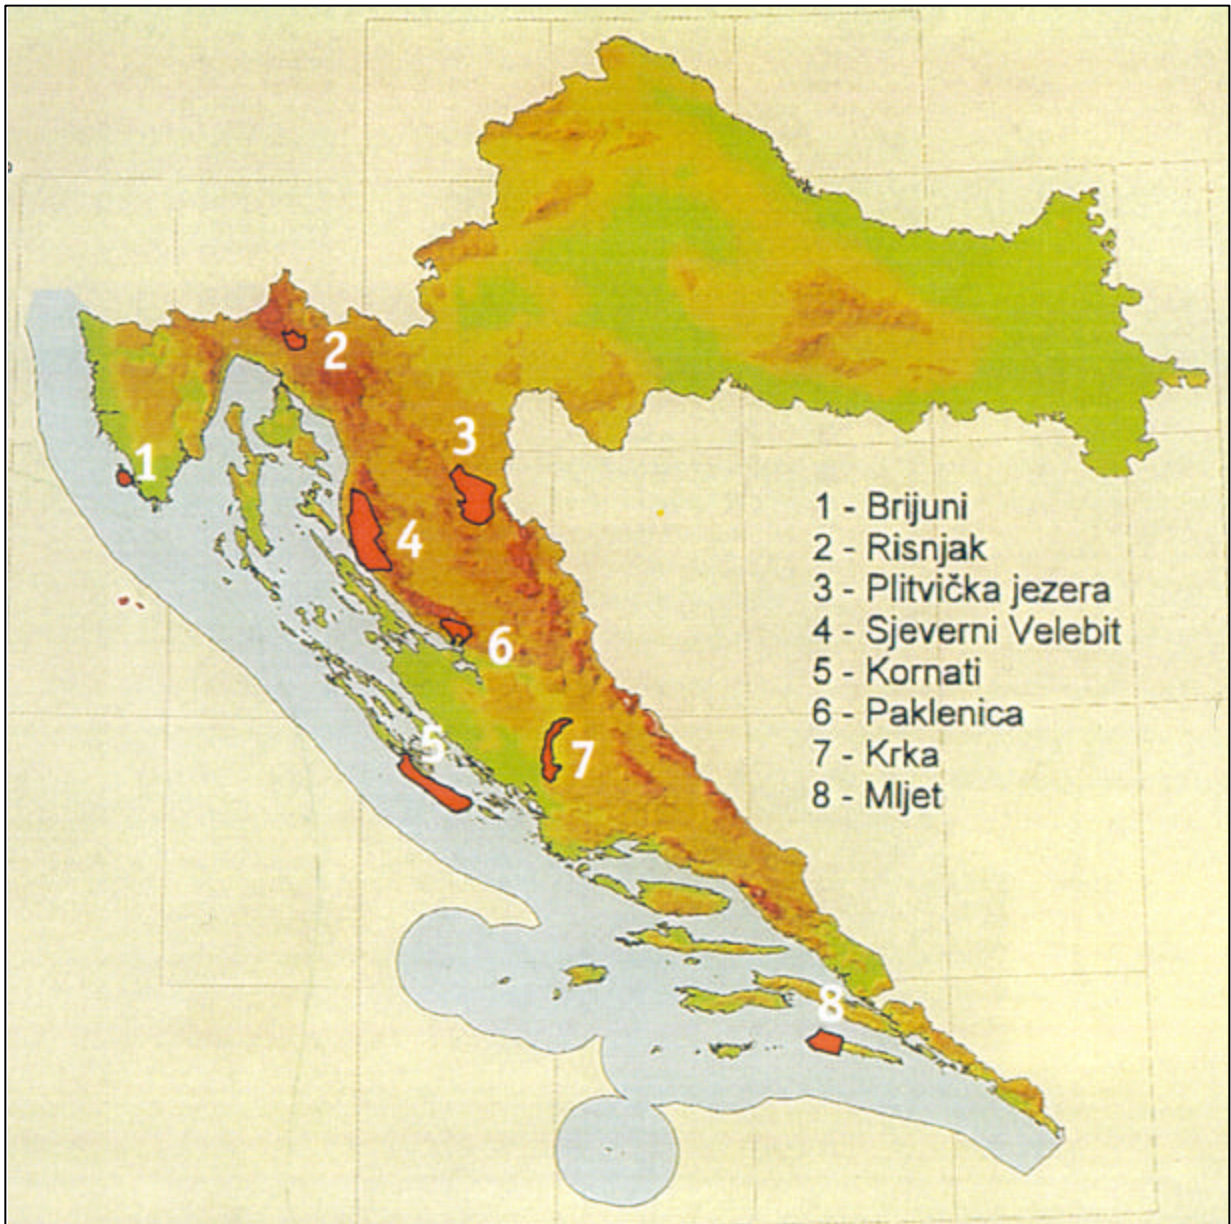 1
2
3
4
5
6
7
8
1 - Brijuni
2 - Risnjak
3 - Plitvička jezera
4 - Sjeverni Velebit
5 - Kornati
6 - Paklenica
7 - Krka
8 - Mljet